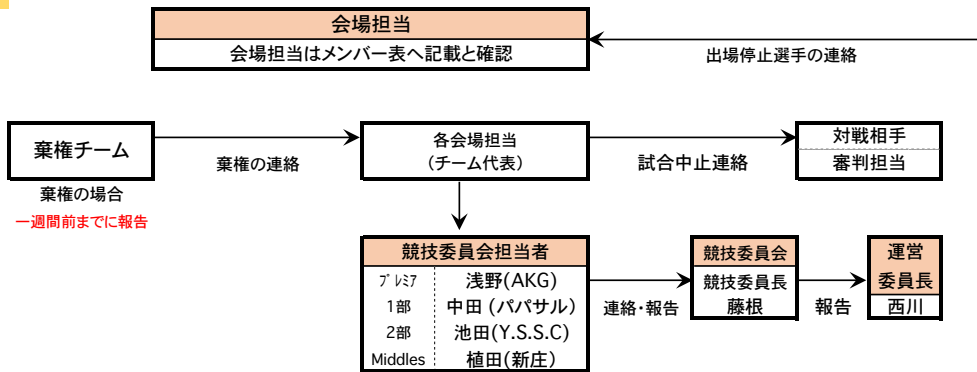 会場担当
会場担当はメンバー表へ記載と確認
出場停止選手の連絡
棄権チーム
棄権の連絡
各会場担当
(チーム代表)
試合中止連絡
対戦相手
審判担当
棄権の場合
一週間前までに報告
競技委員会担当者
ﾌﾟﾚﾐｱ 浅野(AKG)
1部 中田 (パパサル)
2部 池田(Y.S.S.C)
Middles 植田(新庄)
連絡・報告
競技委員会
競技委員長
藤根
報告
運営
委員長
西川